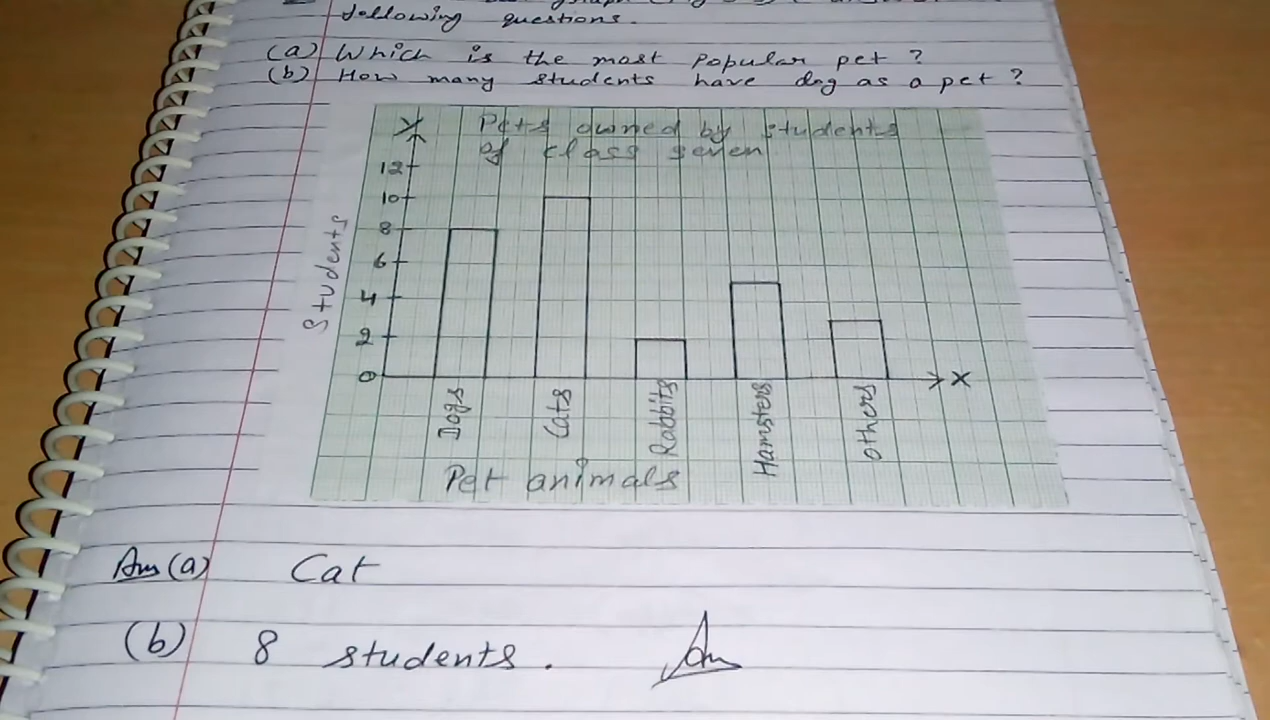 following questions.
(a) Which is the most popular pet ?
(b) How many students have dog as a pet ?
Y
Pets owned by students
of class seven
12
10
8
6
4
2
0
Students
X
Dogs
Cats
Rabbits
Hamsters
others
Pet animals
Ans (a) Cat
(b) 8 students.